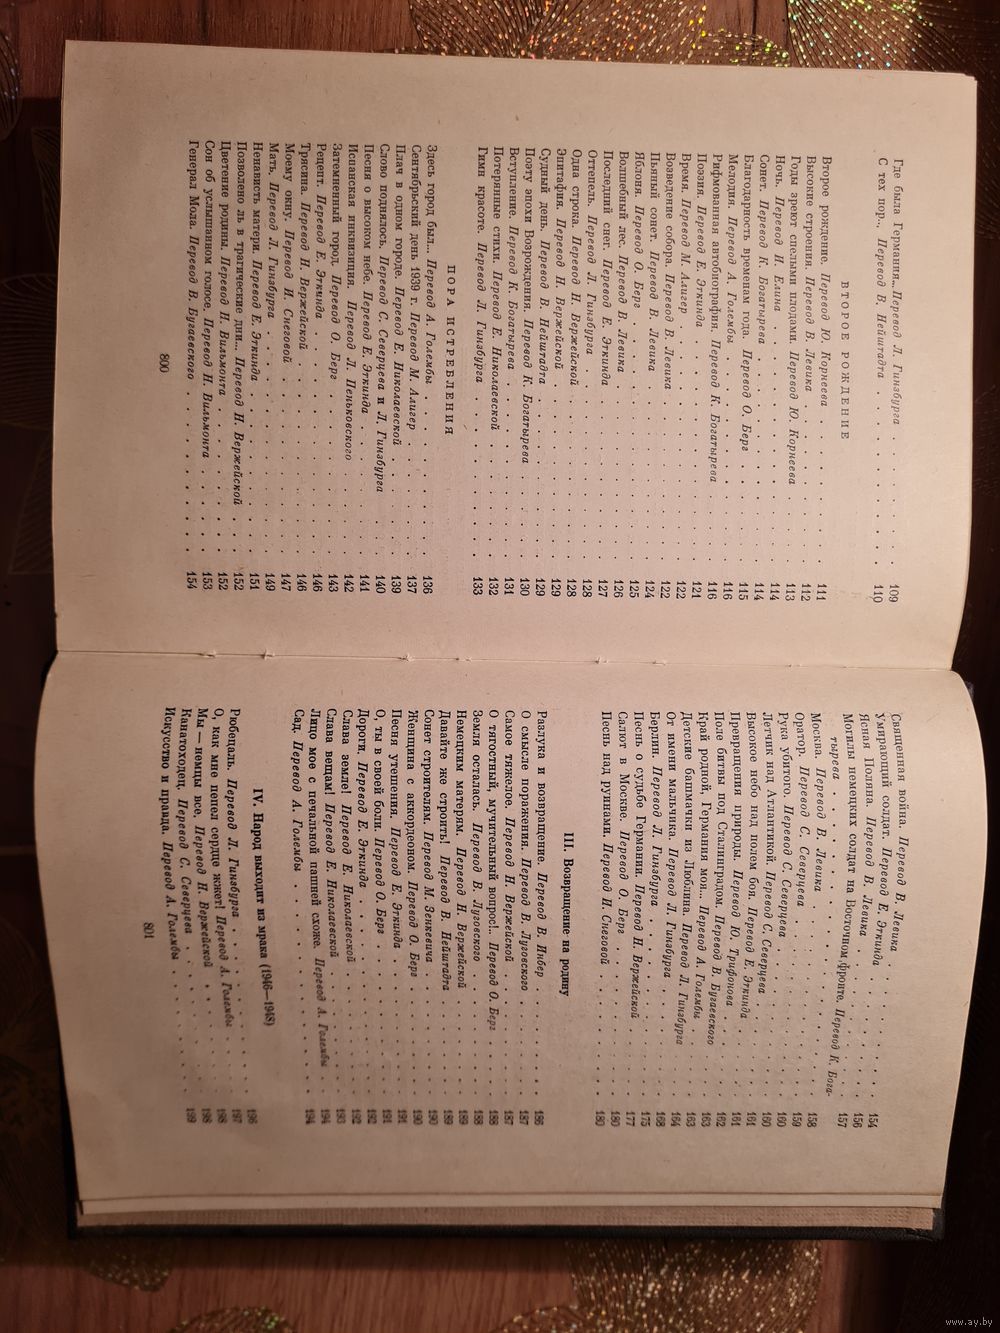 Где была Германия... Перевод Л. Гинзбурга . . . . . . 109
С тех пор... Перевод В. Нейштадта . . . . . . 110
ВТОРОЕ РОЖДЕНИЕ
Второе рождение. Перевод Ю. Корнеева . . . . . . 111
Высокие строения. Перевод В. Левика . . . . . . 112
Годы зреют спелыми плодами. Перевод Ю. Корнеева . . . . . . 113
Ночь. Перевод И. Елина . . . . . . 114
Сонет. Перевод К. Богатырева . . . . . . 114
Благодарность временам года. Перевод О. Берг . . . . . . 115
Мелодия. Перевод А. Голембы . . . . . . 116
Рифмованная автобиография. Перевод К. Богатырева . . . . . . 116
Поэзия. Перевод Е. Эткинда . . . . . . 121
Время. Перевод М. Алигер . . . . . . 122
Возведение собора. Перевод В. Левика . . . . . . 122
Пьяный сонет. Перевод В. Левика . . . . . . 124
Яблоня. Перевод О. Берг . . . . . . 125
Волшебный лес. Перевод В. Левика . . . . . . 126
Последний снег. Перевод Е. Эткинда . . . . . . 127
Оттепель. Перевод Л. Гинзбурга . . . . . . 128
Одна строка. Перевод Н. Вержейской . . . . . . 128
Эпитафия. Перевод Н. Вержейской . . . . . . 129
Судный день. Перевод В. Нейштадта . . . . . . 129
Поэту эпохи Возрождения. Перевод К. Богатырева . . . . . . 130
Вступление. Перевод К. Богатырева . . . . . . 131
Потерянные стихи. Перевод Е. Николаевской . . . . . . 132
Гимн красоте. Перевод Л. Гинзбурга . . . . . . 133
ПОРА ИСТРЕБЛЕНИЯ
Здесь город был... Перевод А. Голембы . . . . . . 136
Сентябрьский день 1939 г. Перевод М. Алигер . . . . . . 137
Плач в одном городе. Перевод Е. Николаевской . . . . . . 139
Слово поднялось. Перевод С. Северцева и Л. Гинзбурга . . . . . . 140
Песня о высоком небе. Перевод Е. Эткинда . . . . . . 141
Испанская инквизиция. Перевод Л. Пеньковского . . . . . . 142
Затемненный город. Перевод О. Берг . . . . . . 143
Рецепт. Перевод Е. Эткинда . . . . . . 146
Трясина. Перевод Н. Вержейской . . . . . . 146
Моему окну. Перевод И. Снеговой . . . . . . 147
Мать. Перевод Л. Гинзбурга . . . . . . 149
Ненависть матери. Перевод Е. Эткинда . . . . . . 151
Позволено ль в трагические дни... Перевод Н. Вержейской . . . . . . 152
Цветение родины. Перевод Н. Вильмонта . . . . . . 152
Сон об услышанном голосе. Перевод Н. Вильмонта . . . . . . 153
Генерал Мола. Перевод В. Бугаевского . . . . . . 154
800
Священная война. Перевод В. Левика . . . . . . 154
Умирающий солдат. Перевод Е. Эткинда . . . . . . 156
Ясная Поляна. Перевод В. Левика . . . . . . 157
Могилы немецких солдат на Восточном фронте. Перевод К. Бога-
тырева . . . . . .
Москва. Перевод В. Левика . . . . . . 158
Оратор. Перевод С. Северцева . . . . . . 159
Рука убитого. Перевод С. Северцева . . . . . . 160
Летчик над Атлантикой. Перевод С. Северцева . . . . . . 160
Высокое небо над полем боя. Перевод Е. Эткинда . . . . . . 161
Превращения природы. Перевод Ю. Трифонова . . . . . . 161
Поле битвы под Сталинградом. Перевод В. Бугаевского . . . . . . 162
Край родной, Германия моя... Перевод А. Голембы . . . . . . 163
Детские башмачки из Люблина. Перевод Л. Гинзбурга . . . . . . 163
От имени мальчика. Перевод Л. Гинзбурга . . . . . . 164
Берлин. Перевод Л. Гинзбурга . . . . . . 168
Песнь о судьбе Германии. Перевод Н. Вержейской . . . . . . 175
Салют в Москве. Перевод О. Берг . . . . . . 177
Песнь над руинами. Перевод И. Снеговой . . . . . . 180
180
III. Возвращение на родину
Разлука и возвращение. Перевод В. Инбер . . . . . . 186
О смысле поражения. Перевод В. Луговского . . . . . . 187
Самое тяжелое. Перевод Н. Вержейской . . . . . . 187
О тягостный, мучительный вопрос!.. Перевод О. Берг . . . . . . 188
Земля осталась. Перевод В. Луговского . . . . . . 188
Немецким матерям. Перевод Н. Вержейской . . . . . . 189
Давайте же строить! Перевод В. Нейштадта . . . . . . 189
Сонет строителям. Перевод М. Зенкевича . . . . . . 190
Женщина с аккордеоном. Перевод О. Берг . . . . . . 190
Песня утешения. Перевод Е. Эткинда . . . . . . 191
О, ты в своей боли. Перевод О. Берг . . . . . . 191
Дороги. Перевод Е. Эткинда . . . . . . 192
Слава земле! Перевод Е. Николаевской . . . . . . 192
Слава вещам! Перевод Е. Николаевской . . . . . . 193
Лицо мое с печальной пашней схоже. Перевод А. Голембы . . . . . . 194
Сад. Перевод А. Голембы . . . . . . 194
IV. Народ выходит из мрака (1946—1948)
Рюбецаль. Перевод Л. Гинзбурга . . . . . . 196
О, как мне пепел сердце жжет! Перевод А. Голембы . . . . . . 197
Мы — немцы все. Перевод Н. Вержейской . . . . . . 198
Канатоходец. Перевод С. Северцева . . . . . . 198
Искусство и правда. Перевод А. Голембы . . . . . . 199
801
www.ay.by